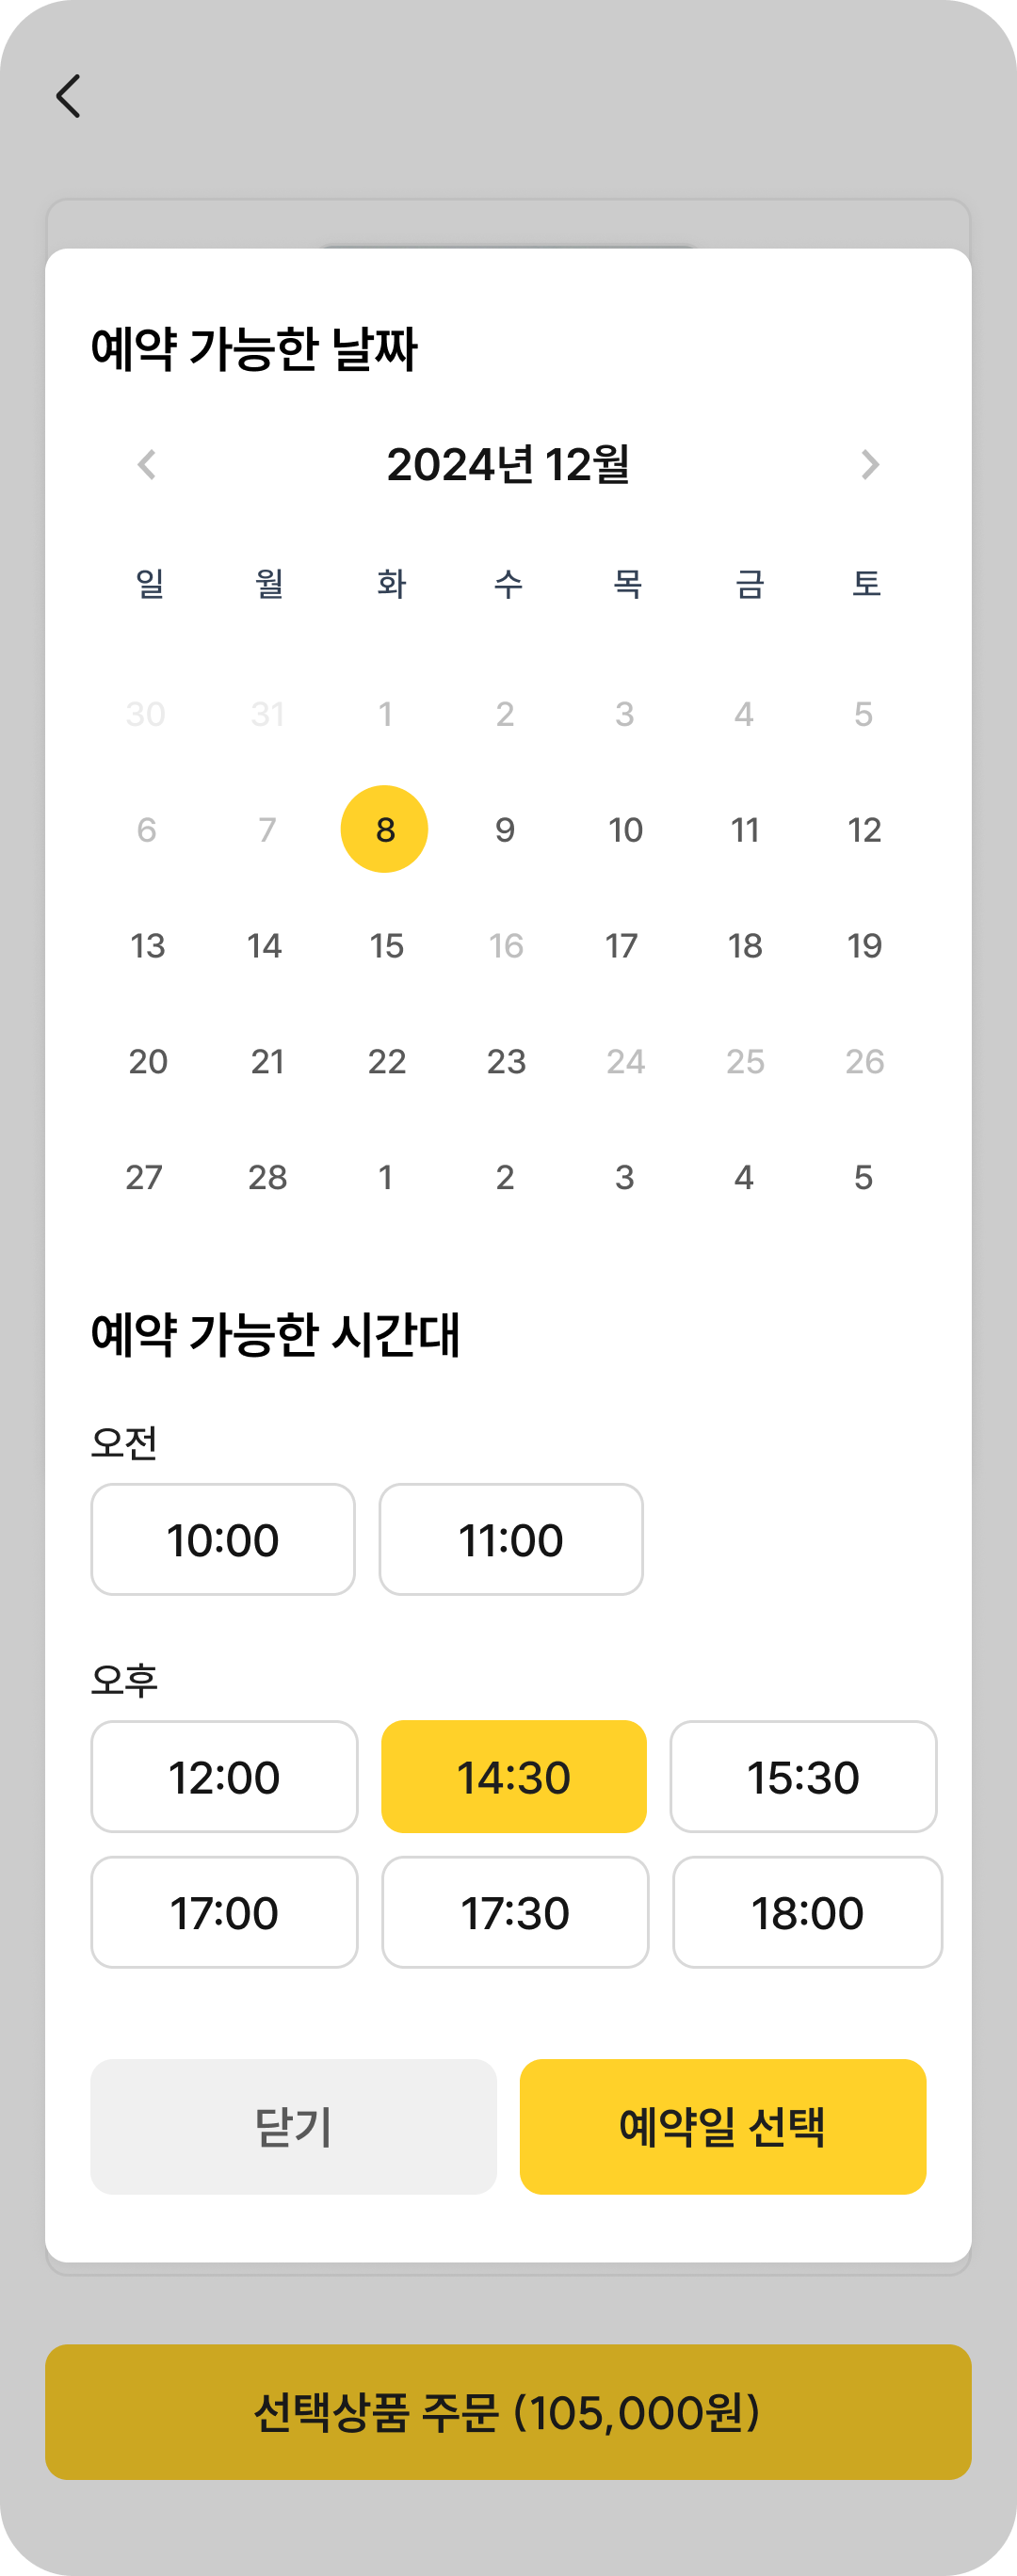 예약 가능한 날짜
2024년 12월
일 월 화 수 목 금 토
30 31 1 2 3 4 5
6 7 8 9 10 11 12
13 14 15 16 17 18 19
20 21 22 23 24 25 26
27 28 1 2 3 4 5
예약 가능한 시간대
오전
10:00 11:00
오후
12:00 14:30 15:30
17:00 17:30 18:00
닫기 예약일 선택
선택상품 주문 (105,000원)